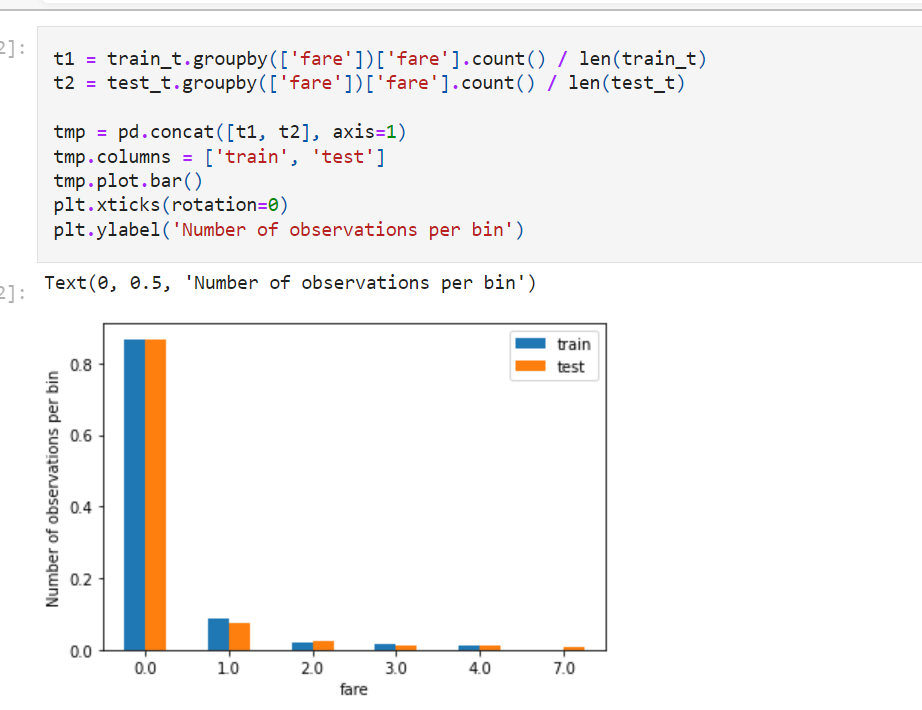 2]:
t1 = train_t.groupby(['fare'])['fare'].count() / len(train_t)
t2 = test_t.groupby(['fare'])['fare'].count() / len(test_t)
tmp = pd.concat([t1, t2], axis=1)
tmp.columns = ['train', 'test']
tmp.plot.bar()
plt.xticks(rotation=0)
plt.ylabel('Number of observations per bin')
2]:
Text(0, 0.5, 'Number of observations per bin')
train
test
Number of observations per bin
0.8
0.6
0.4
0.2
0.0
0.0 1.0 2.0 3.0 4.0 7.0
fare